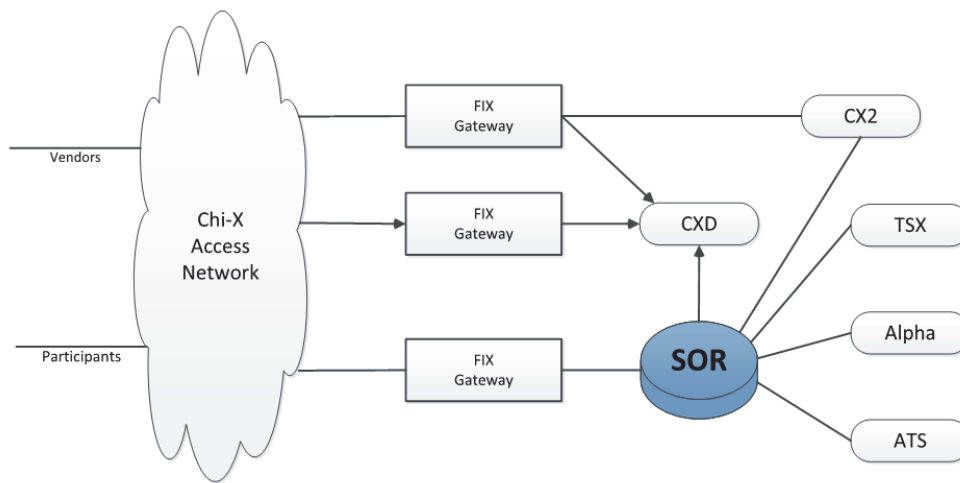 FIX
Gateway
CX2
Vendors
Chi-X
Access
Network
FIX
Gateway
CXD
TSX
Alpha
Participants
FIX
Gateway
SOR
ATS